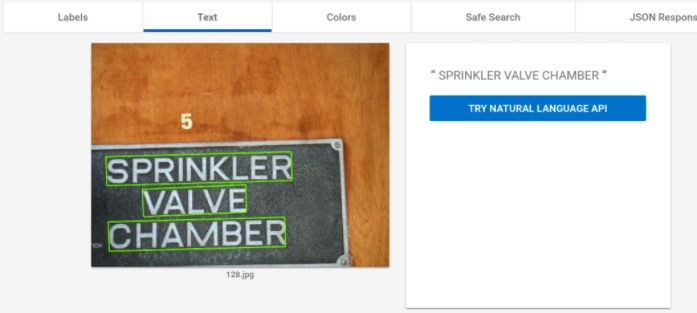 Labels
Text
Colors
Safe Search
JSON Respons
5
SPRINKLER
VALVE
CHAMBER
128.jpg
“ SPRINKLER VALVE CHAMBER ”
TRY NATURAL LANGUAGE API